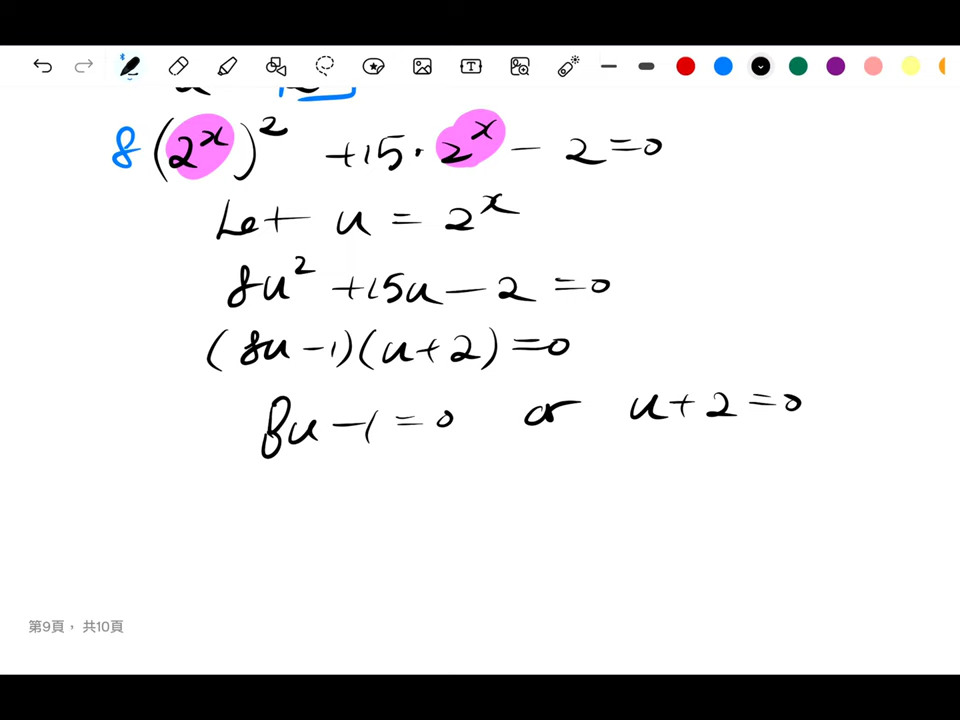 8(2^x)^2 +15·2^x - 2=0
Let u = 2^x
8u^2 +15u - 2 = 0
(8u - 1)(u + 2) = 0
8u - 1 = 0 or u + 2 = 0
第9頁， 共10頁